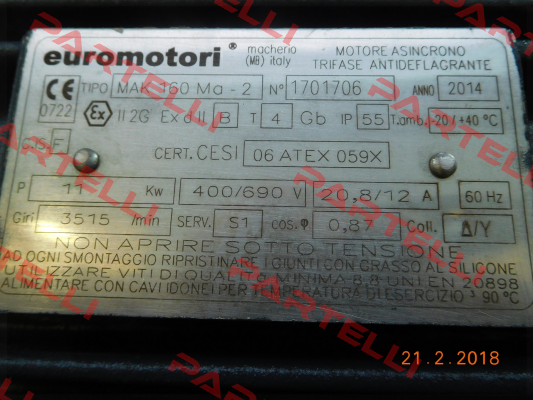 euromotori® macherio (MB) italy MOTORE ASINCRONO TRIFASE ANTIDEFLAGRANTE
CE 0722 TIPO MAK 160 Ma - 2 N° 1701706 ANNO 2014
Ex II 2G Ex d II B T 4 Gb IP 55 T.amb. -20/+40 °C
CL.IS. F CERT. CESI 06 ATEX 059X
P 11 Kw 400/690 V 20,8/12 A 60 Hz
Giri 3515 /min SERV. S1 cos.φ 0,87 Coll. Δ/Y
NON APRIRE SOTTO TENSIONE
AD OGNI SMONTAGGIO RIPRISTINARE I GIUNTI CON GRASSO AL SILICONE
UTILIZZARE VITI DI QUALITA' MINIMA 8.8 UNI EN 20898
ALIMENTARE CON CAVI IDONEI PER TEMPERATURA DI ESERCIZIO ³ 90 °C
21.2.2018
PARTELLI